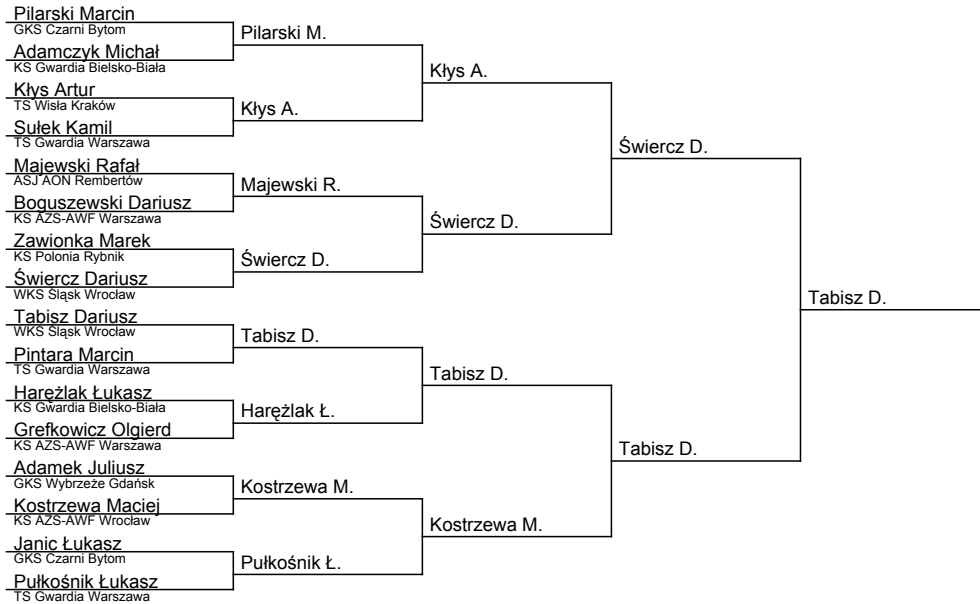 Pilarski Marcin
GKS Czarni Bytom
Pilarski M.
Adamczyk Michał
KS Gwardia Bielsko-Biała
Kłys A.
Kłys Artur
TS Wisła Kraków
Kłys A.
Sułek Kamil
TS Gwardia Warszawa
Świercz D.
Majewski Rafał
ASJ AON Rembertów
Majewski R.
Boguszewski Dariusz
KS AZS-AWF Warszawa
Świercz D.
Zawionka Marek
KS Polonia Rybnik
Świercz D.
Świercz Dariusz
WKS Śląsk Wrocław
Tabisz D.
Tabisz Dariusz
WKS Śląsk Wrocław
Tabisz D.
Pintara Marcin
TS Gwardia Warszawa
Tabisz D.
Harężlak Łukasz
KS Gwardia Bielsko-Biała
Harężlak Ł.
Grefkowicz Olgierd
KS AZS-AWF Warszawa
Tabisz D.
Adamek Juliusz
GKS Wybrzeże Gdańsk
Kostrzewa M.
Kostrzewa Maciej
KS AZS-AWF Wrocław
Kostrzewa M.
Janic Łukasz
GKS Czarni Bytom
Pułkośnik Ł.
Pułkośnik Łukasz
TS Gwardia Warszawa